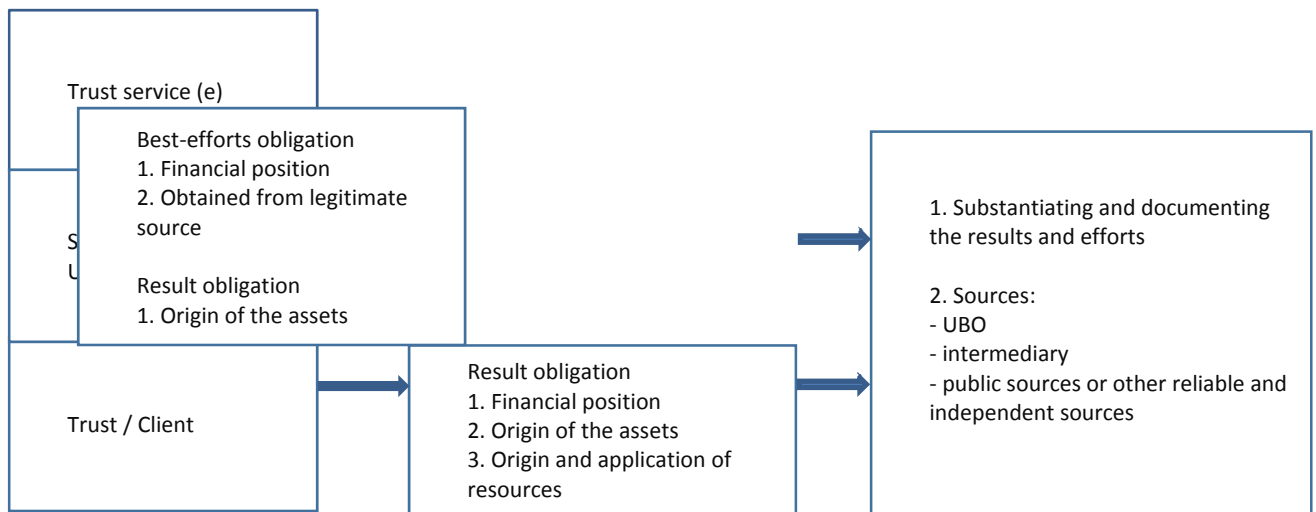 Trust service (e)
Best-efforts obligation
1. Financial position
2. Obtained from legitimate
source
Result obligation
1. Origin of the assets
S
U
Trust / Client
Result obligation
1. Financial position
2. Origin of the assets
3. Origin and application of
resources
1. Substantiating and documenting
the results and efforts
2. Sources:
- UBO
- intermediary
- public sources or other reliable and
independent sources